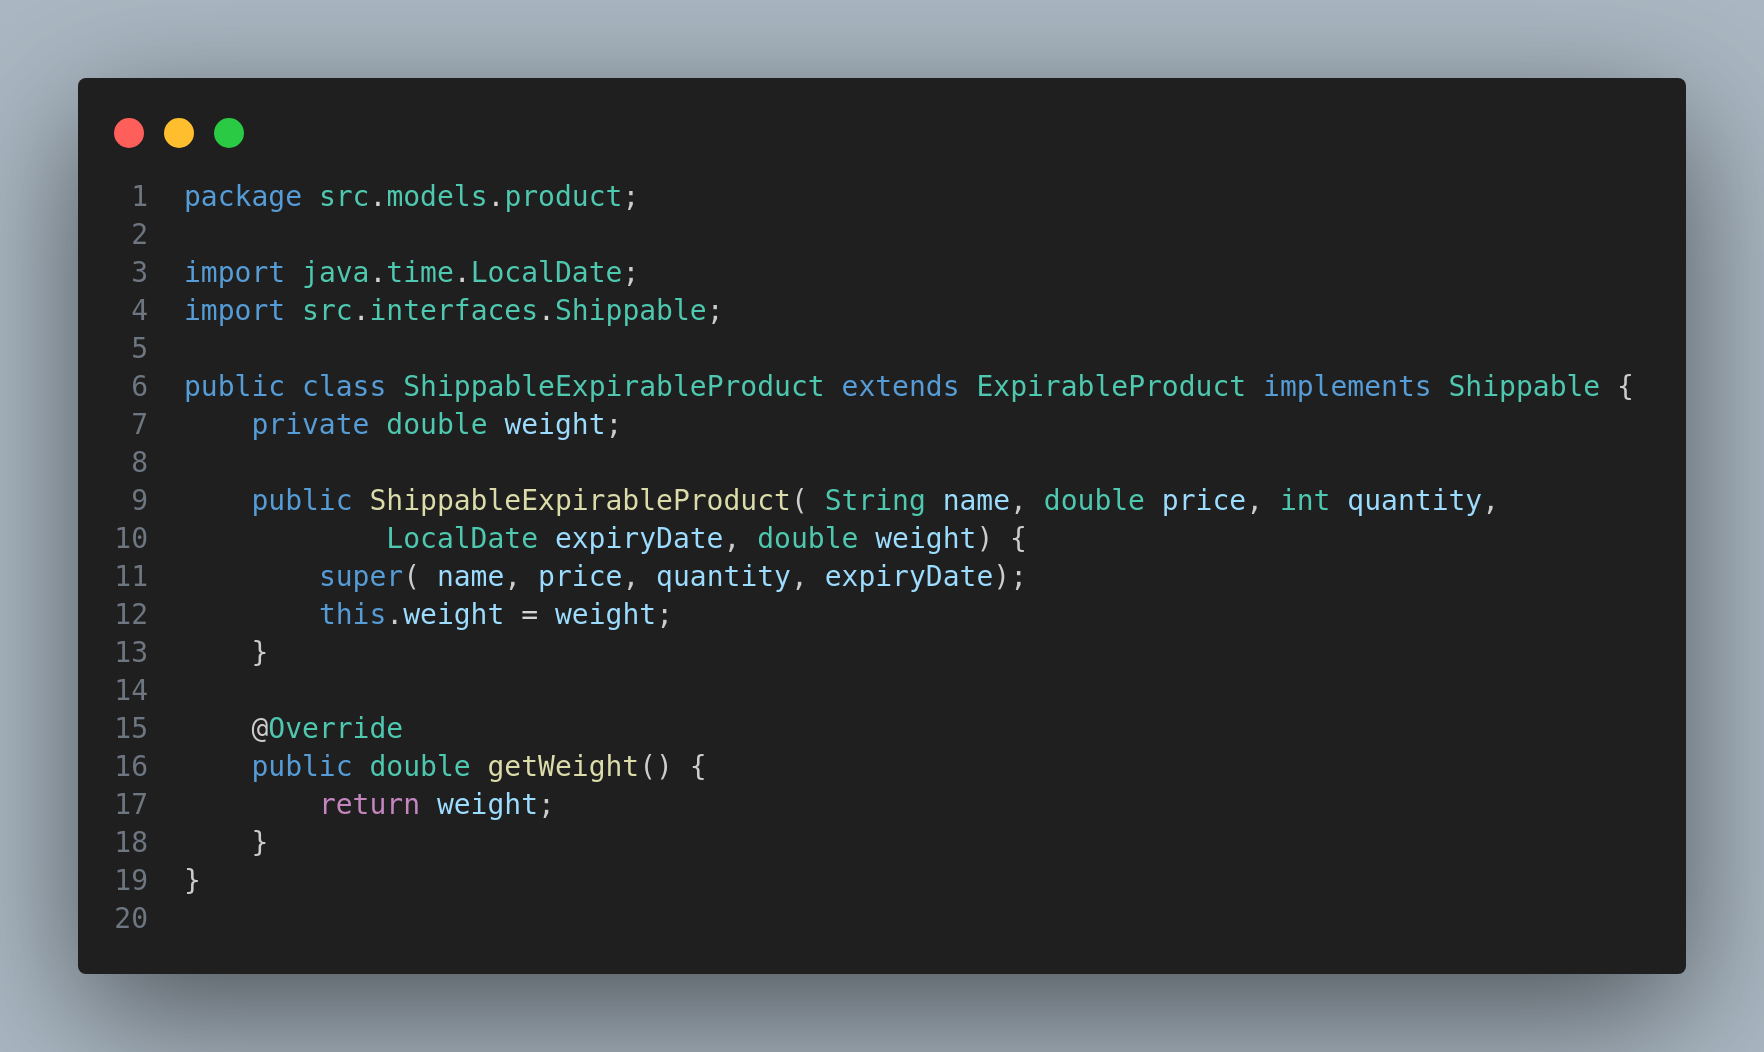 1 package src.models.product;
2
3 import java.time.LocalDate;
4 import src.interfaces.Shippable;
5
6 public class ShippableExpirableProduct extends ExpirableProduct implements Shippable {
7     private double weight;
8
9     public ShippableExpirableProduct( String name, double price, int quantity,
10             LocalDate expiryDate, double weight) {
11         super( name, price, quantity, expiryDate);
12         this.weight = weight;
13     }
14
15     @Override
16     public double getWeight() {
17         return weight;
18     }
19 }
20